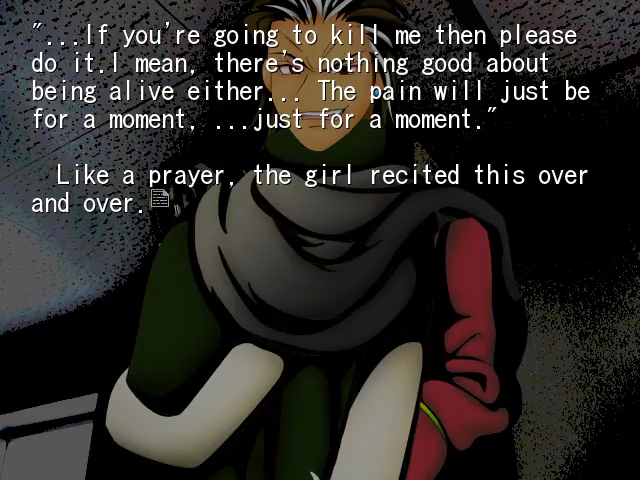 "...If you're going to kill me then please
do it.I mean, there's nothing good about
being alive either... The pain will just be
for a moment, ...just for a moment."
Like a prayer, the girl recited this over
and over.